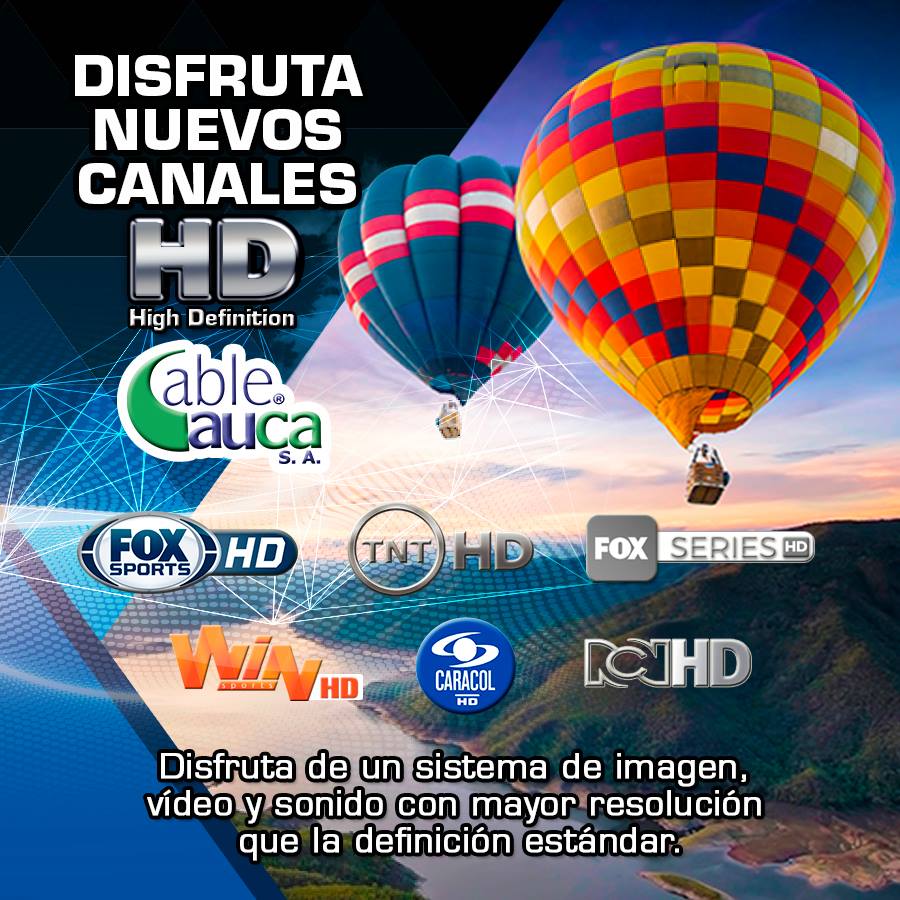 DISFRUTA
NUEVOS
CANALES
HD
High Definition
Cable®
Cauca
S. A.
FOX SPORTS HD
TNT HD
FOX SERIES HD
WiN sports HD
CARACOL HD
RCN HD
Disfruta de un sistema de imagen,
vídeo y sonido con mayor resolución
que la definición estándar.